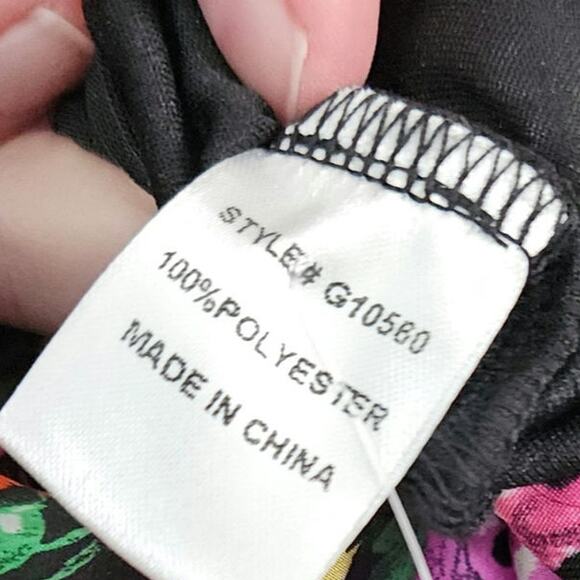 STYLE# G10580
100%POLYESTER
MADE IN CHINA